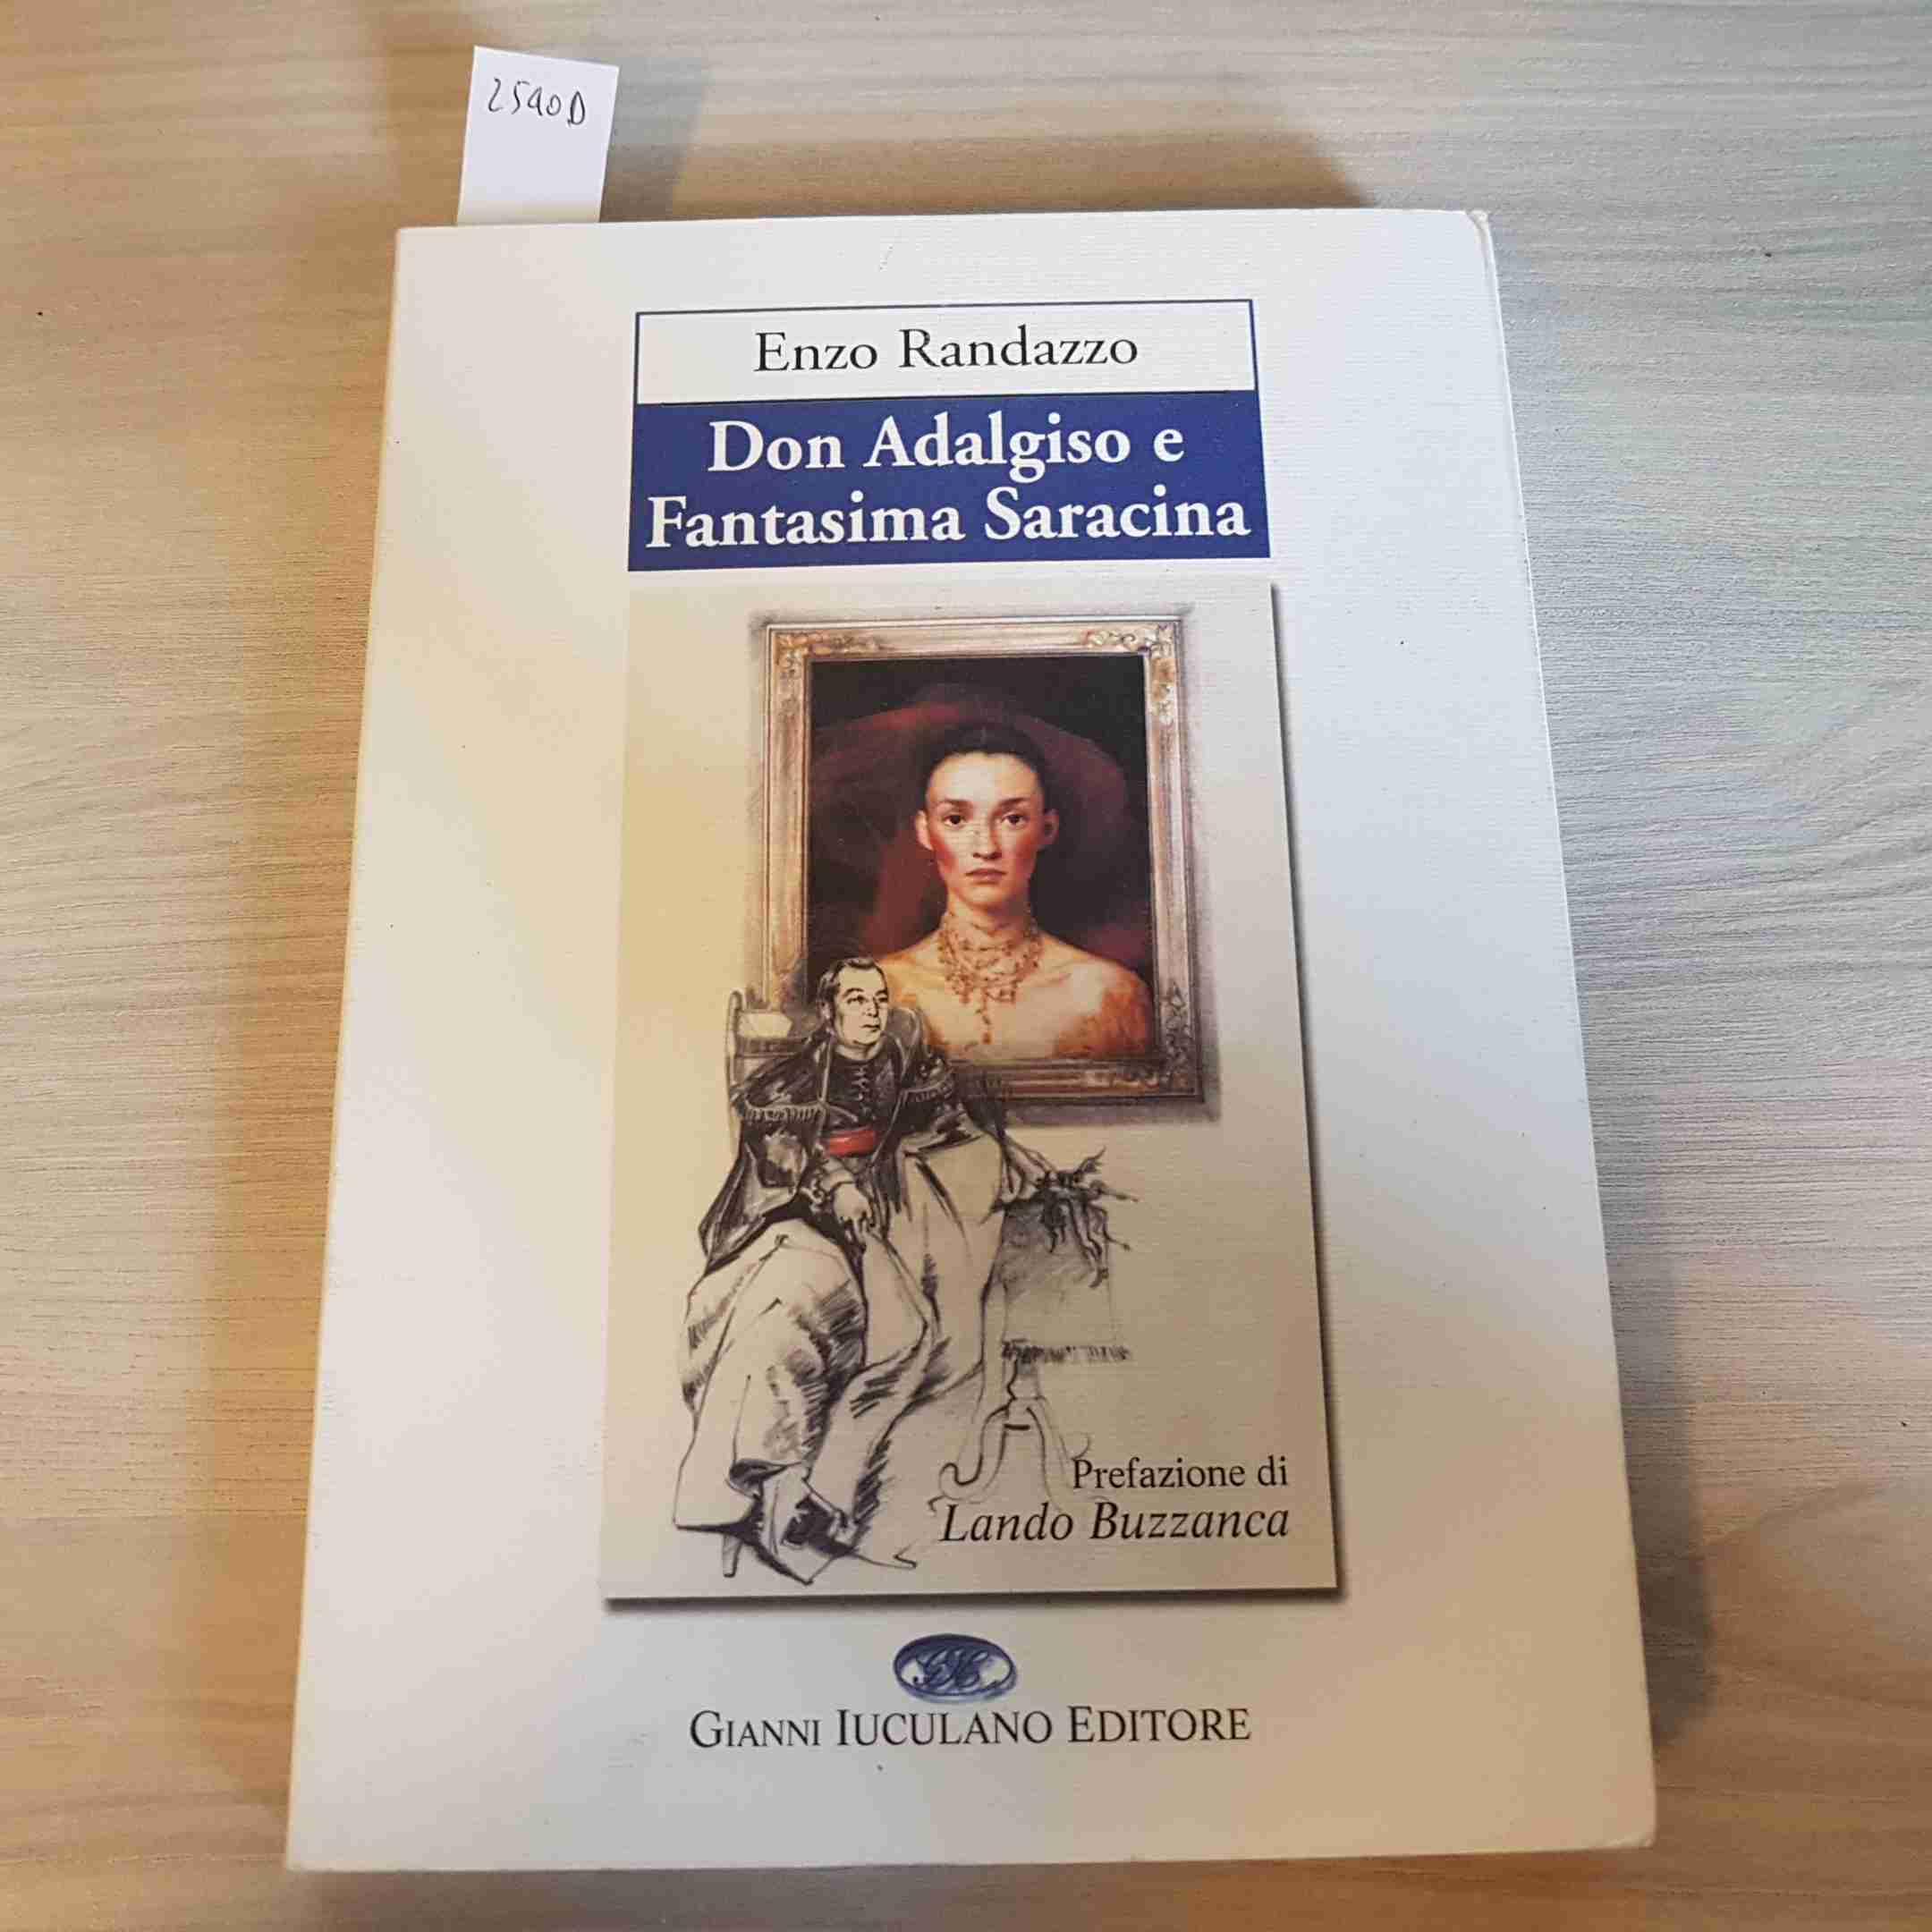 2540D
Enzo Randazzo
Don Adalgiso e
Fantasima Saracina
Prefazione di
Lando Buzzanca
GIANNI IUCULANO EDITORE